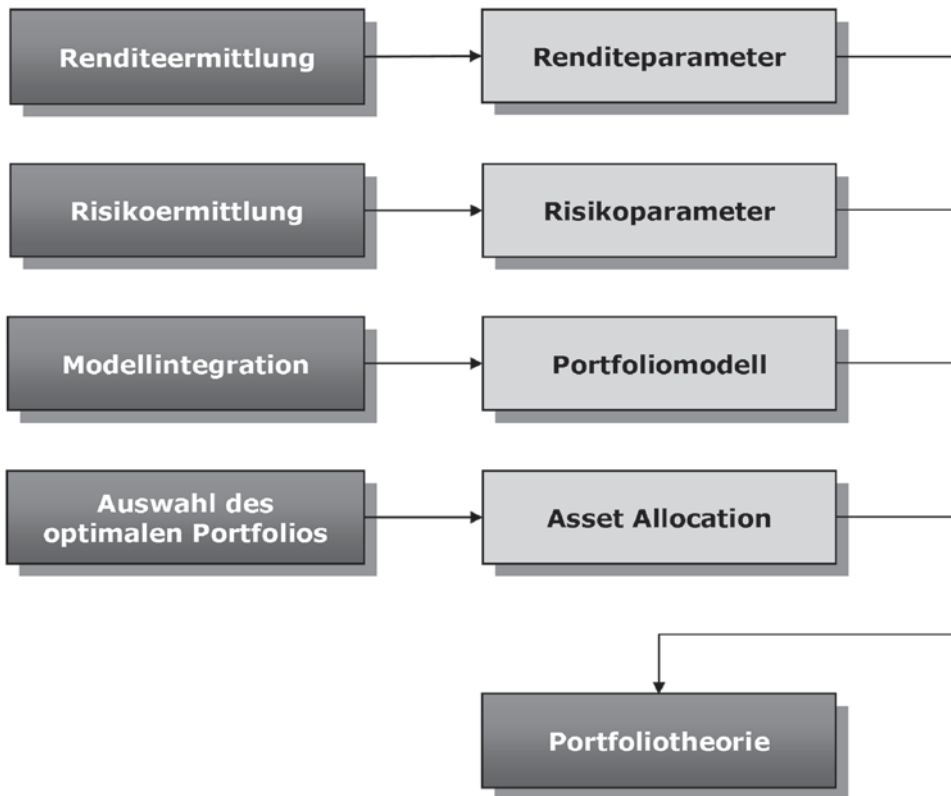 Renditeermittlung
Renditeparameter
Risikoermittlung
Risikoparameter
Modellintegration
Portfoliomodell
Auswahl des
optimalen Portfolios
Asset Allocation
Portfoliotheorie